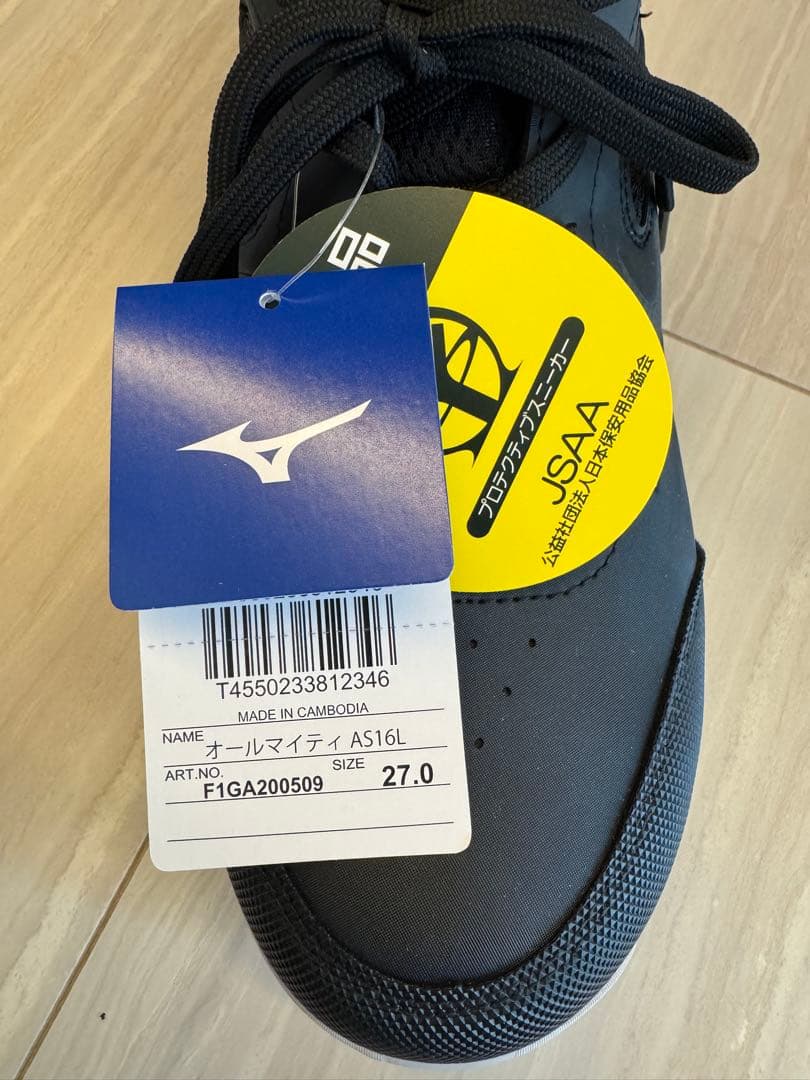 品
プロテクティブスニーカー
JSAA
公益社団法人日本保安用品協会
T4550233812346
MADE IN CAMBODIA
NAME オールマイティ AS16L
ART.NO. F1GA200509 SIZE 27.0